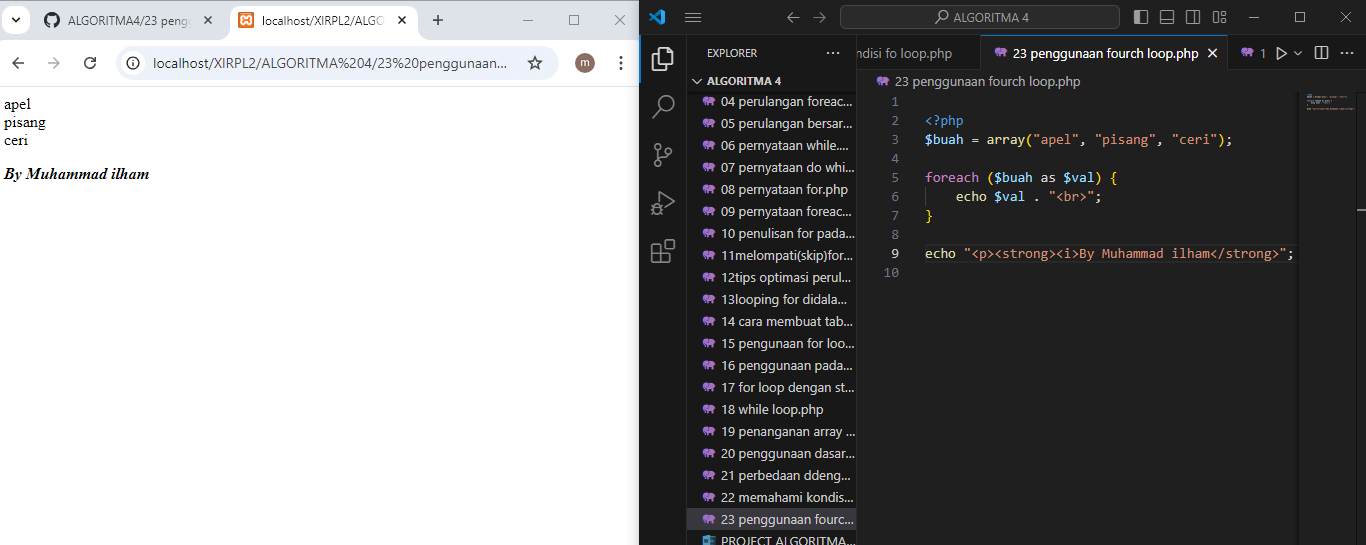 ALGORITMA4/23 peng
localhost/XIRPL2/ALGO
localhost/XIRPL2/ALGORITMA%204/23%20penggunaan...
m
apel
pisang
ceri
By Muhammad ilham
ALGORITMA 4
EXPLORER
ALGORITMA 4
04 perulangan foreac...
05 perulangan bersar...
06 pernyataan while....
07 pernyataan do whi...
08 pernyataan for.php
09 pernyataan foreac...
10 penulisan for pada...
11melompati(skip)for...
12tips optimasi perul...
13looping for didala...
14 cara membuat tab...
15 pengunaan for loo...
16 penggunaan pada...
17 for loop dengan st...
18 while loop.php
19 penanganan array ...
20 penggunaan dasar...
21 perbedaan ddeng...
22 memahami kondis...
23 penggunaan fourc...
PROJECT ALGORITMA...
ndisi fo loop.php
23 penggunaan fourch loop.php
1
23 penggunaan fourch loop.php
1
2 <?php
3 $buah = array("apel", "pisang", "ceri");
4
5 foreach ($buah as $val) {
6 echo $val . "<br>";
7 }
8
9 echo "<p><strong><i>By Muhammad ilham</strong>";
10